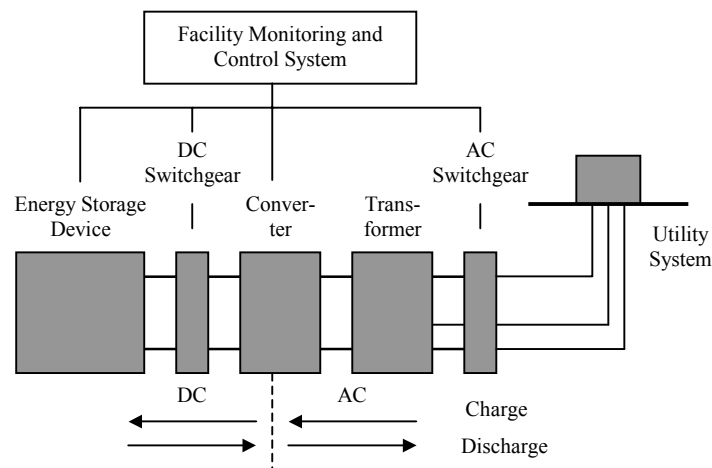 Facility Monitoring and
Control System
DC
Switchgear
AC
Switchgear
Energy Storage
Device
Conver-
ter
Trans-
former
Utility
System
DC
AC
Charge
Discharge